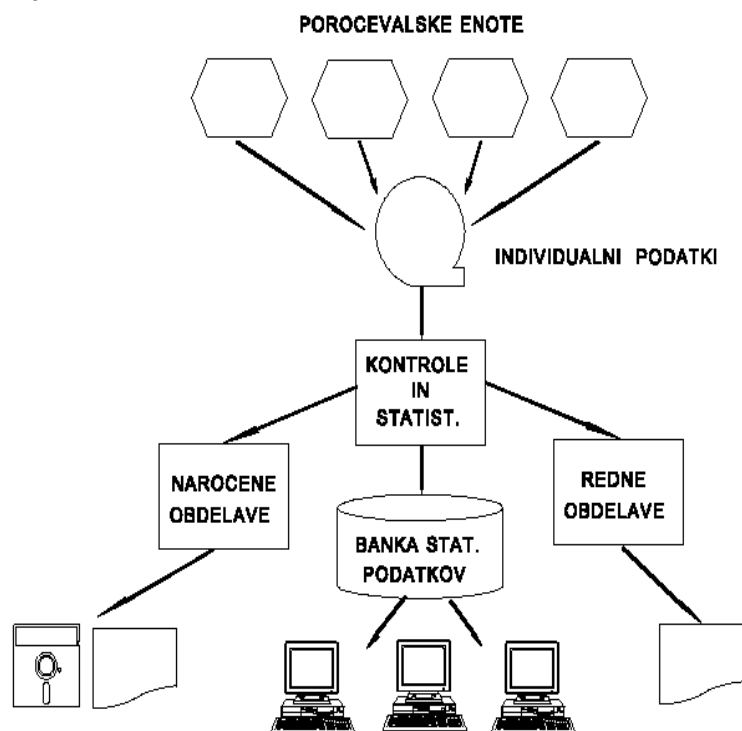 POROCEVALSKE ENOTE
INDIVIDUALNI PODATKI
KONTROLE
IN
STATIST.
NAROCENE
OBDELAVE
BANKA STAT.
PODATKOV
REDNE
OBDELAVE